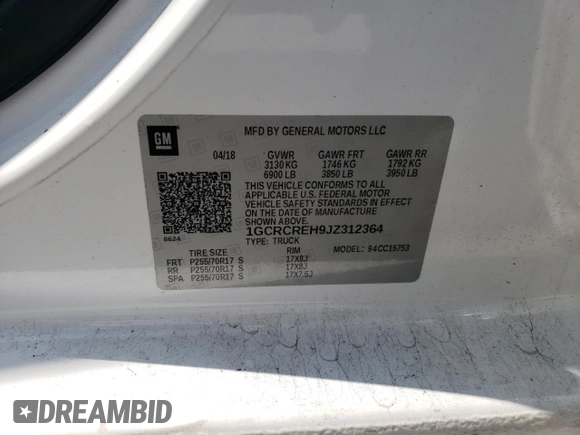 GM
MFD BY GENERAL MOTORS LLC
04/18 GVWR GAWR FRT GAWR RR
3130 KG 1746 KG 1792 KG
6900 LB 3850 LB 3950 LB
THIS VEHICLE CONFORMS TO ALL
APPLICABLE U.S. FEDERAL MOTOR
VEHICLE SAFETY STANDARDS IN
EFFECT ON THE DATE OF
MANUFACTURE SHOWN ABOVE.
1GCRCREH9JZ312364
TYPE: TRUCK MODEL: 94CC15753
0624
TIRE SIZE RIM
FRT P255/70R17 S 17X8J
RR P255/70R17 S 17X8J
SPA P255/70R17 S 17X7.5J
DREAMBID